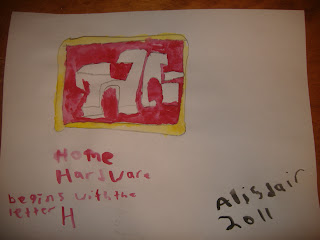 Home
Hardware
begins with the
letter H
Alisdair
2011